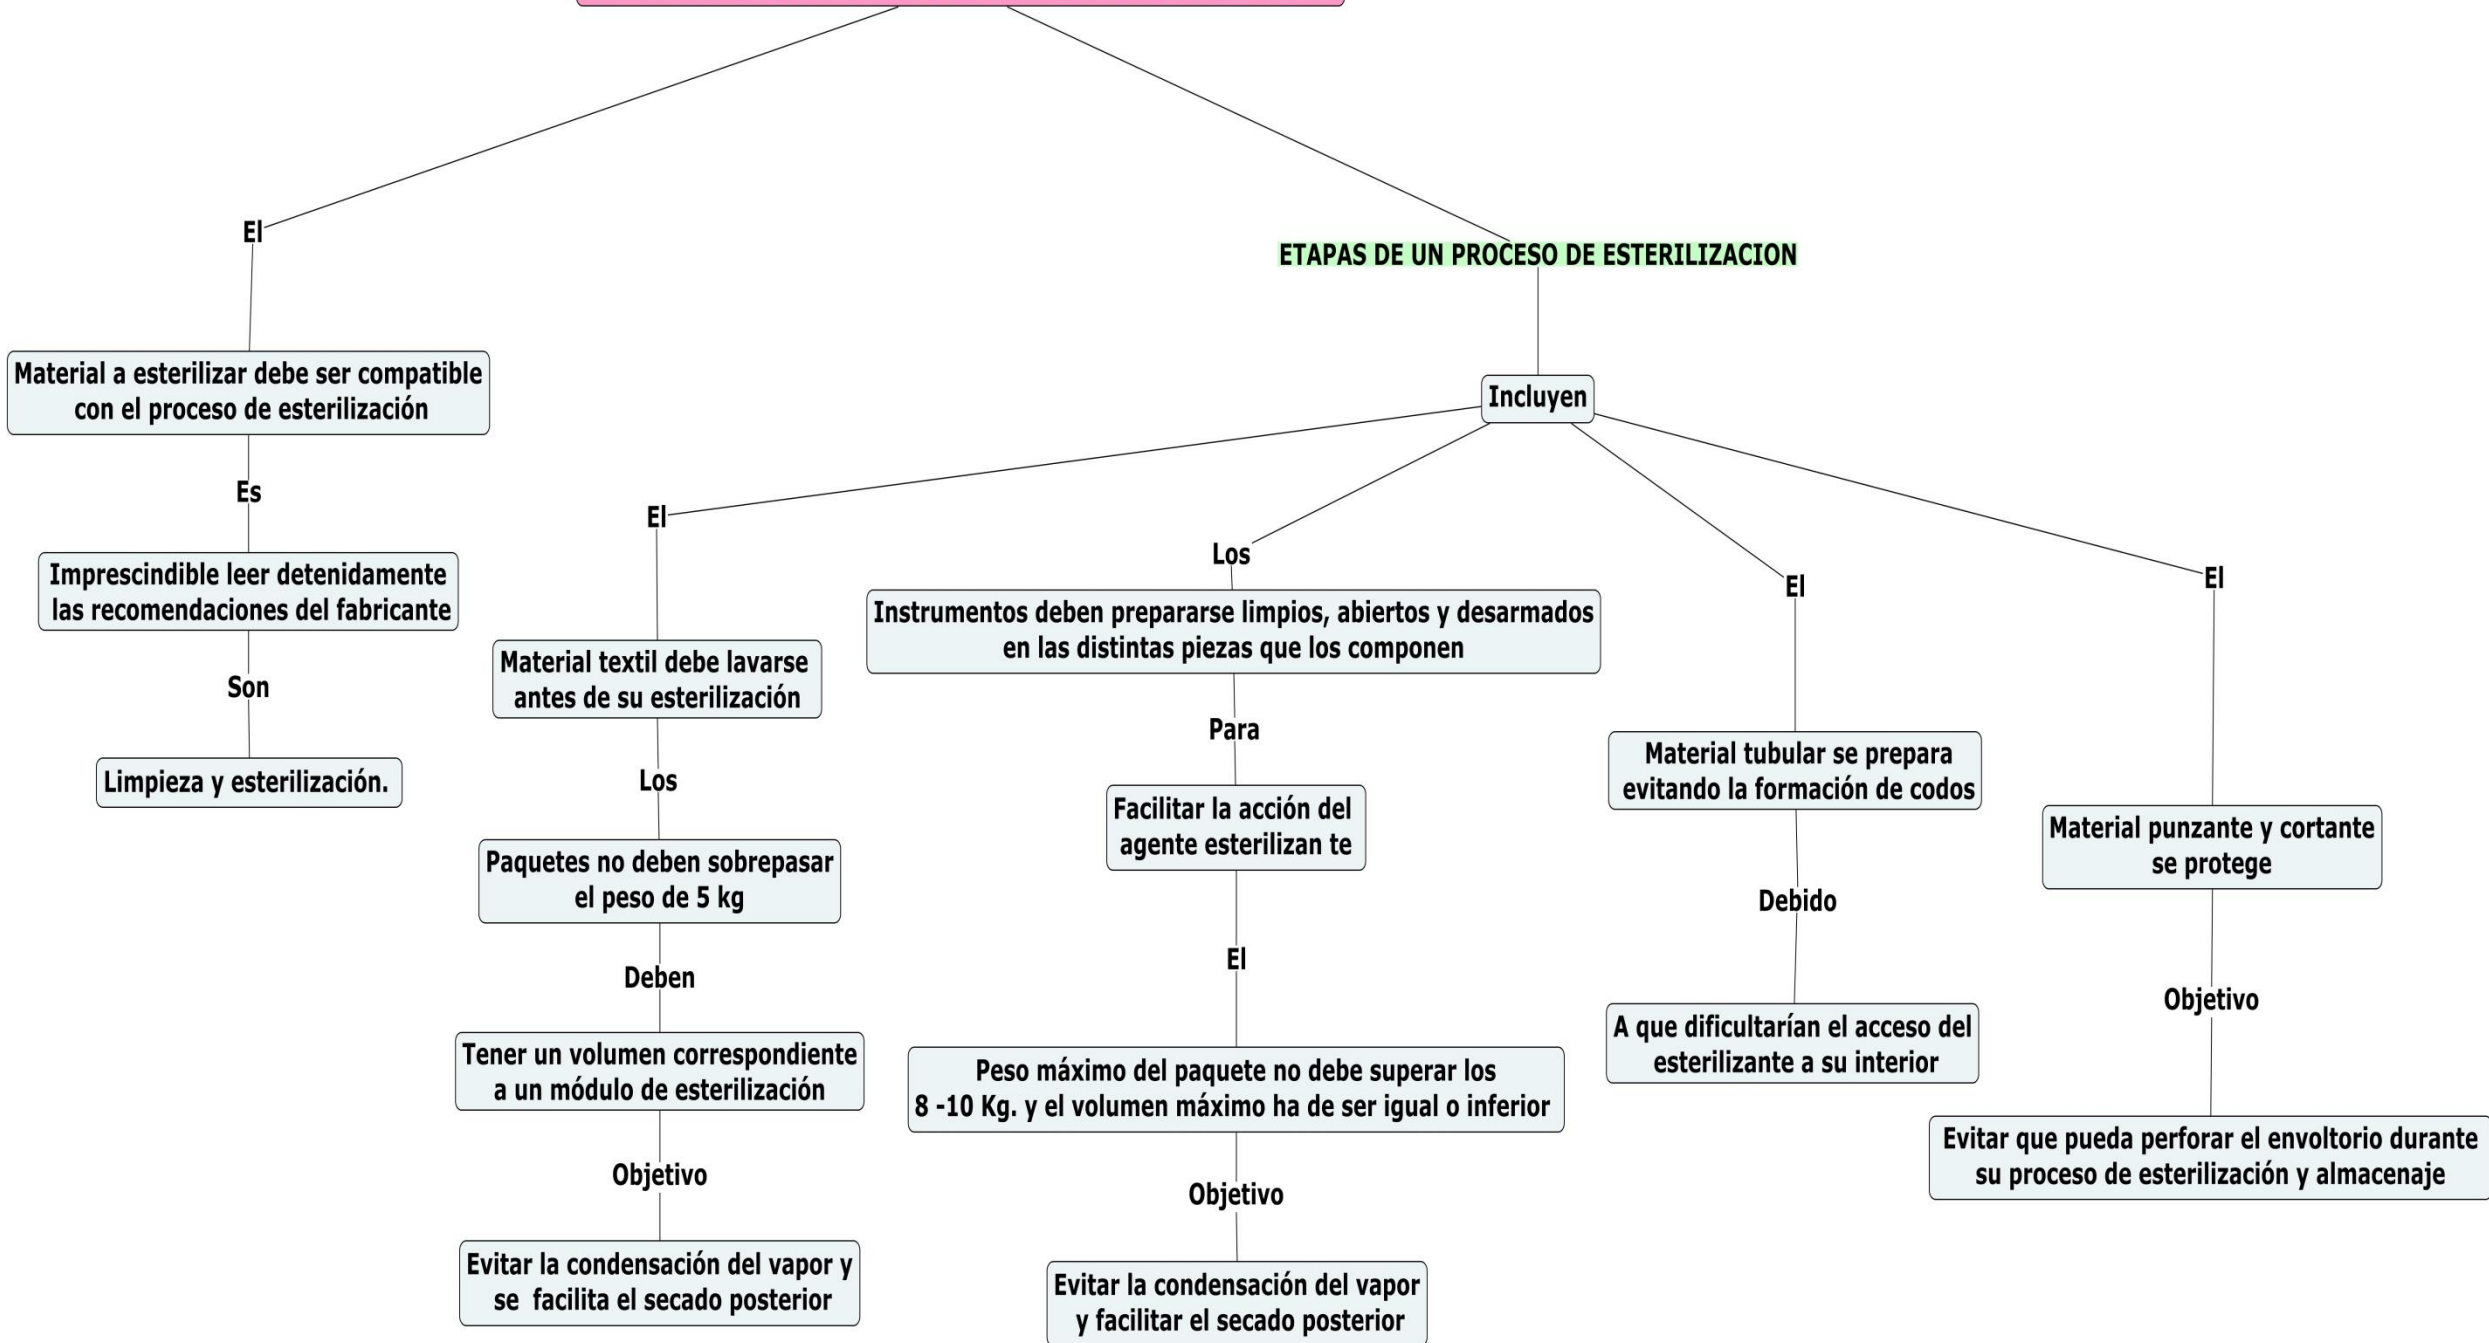 El
Material a esterilizar debe ser compatible
con el proceso de esterilización
Es
Imprescindible leer detenidamente
las recomendaciones del fabricante
Son
Limpieza y esterilización.
ETAPAS DE UN PROCESO DE ESTERILIZACION
Incluyen
El
Material textil debe lavarse
antes de su esterilización
Los
Paquetes no deben sobrepasar
el peso de 5 kg
Deben
Tener un volumen correspondiente
a un módulo de esterilización
Objetivo
Evitar la condensación del vapor y
se  facilita el secado posterior
Los
Instrumentos deben prepararse limpios, abiertos y desarmados
en las distintas piezas que los componen
Para
Facilitar la acción del
agente esterilizan te
El
Peso máximo del paquete no debe superar los
8 -10 Kg. y el volumen máximo ha de ser igual o inferior
Objetivo
Evitar la condensación del vapor
y facilitar el secado posterior
El
Material tubular se prepara
evitando la formación de codos
Debido
A que dificultarían el acceso del
esterilizante a su interior
El
Material punzante y cortante
se protege
Objetivo
Evitar que pueda perforar el envoltorio durante
su proceso de esterilización y almacenaje